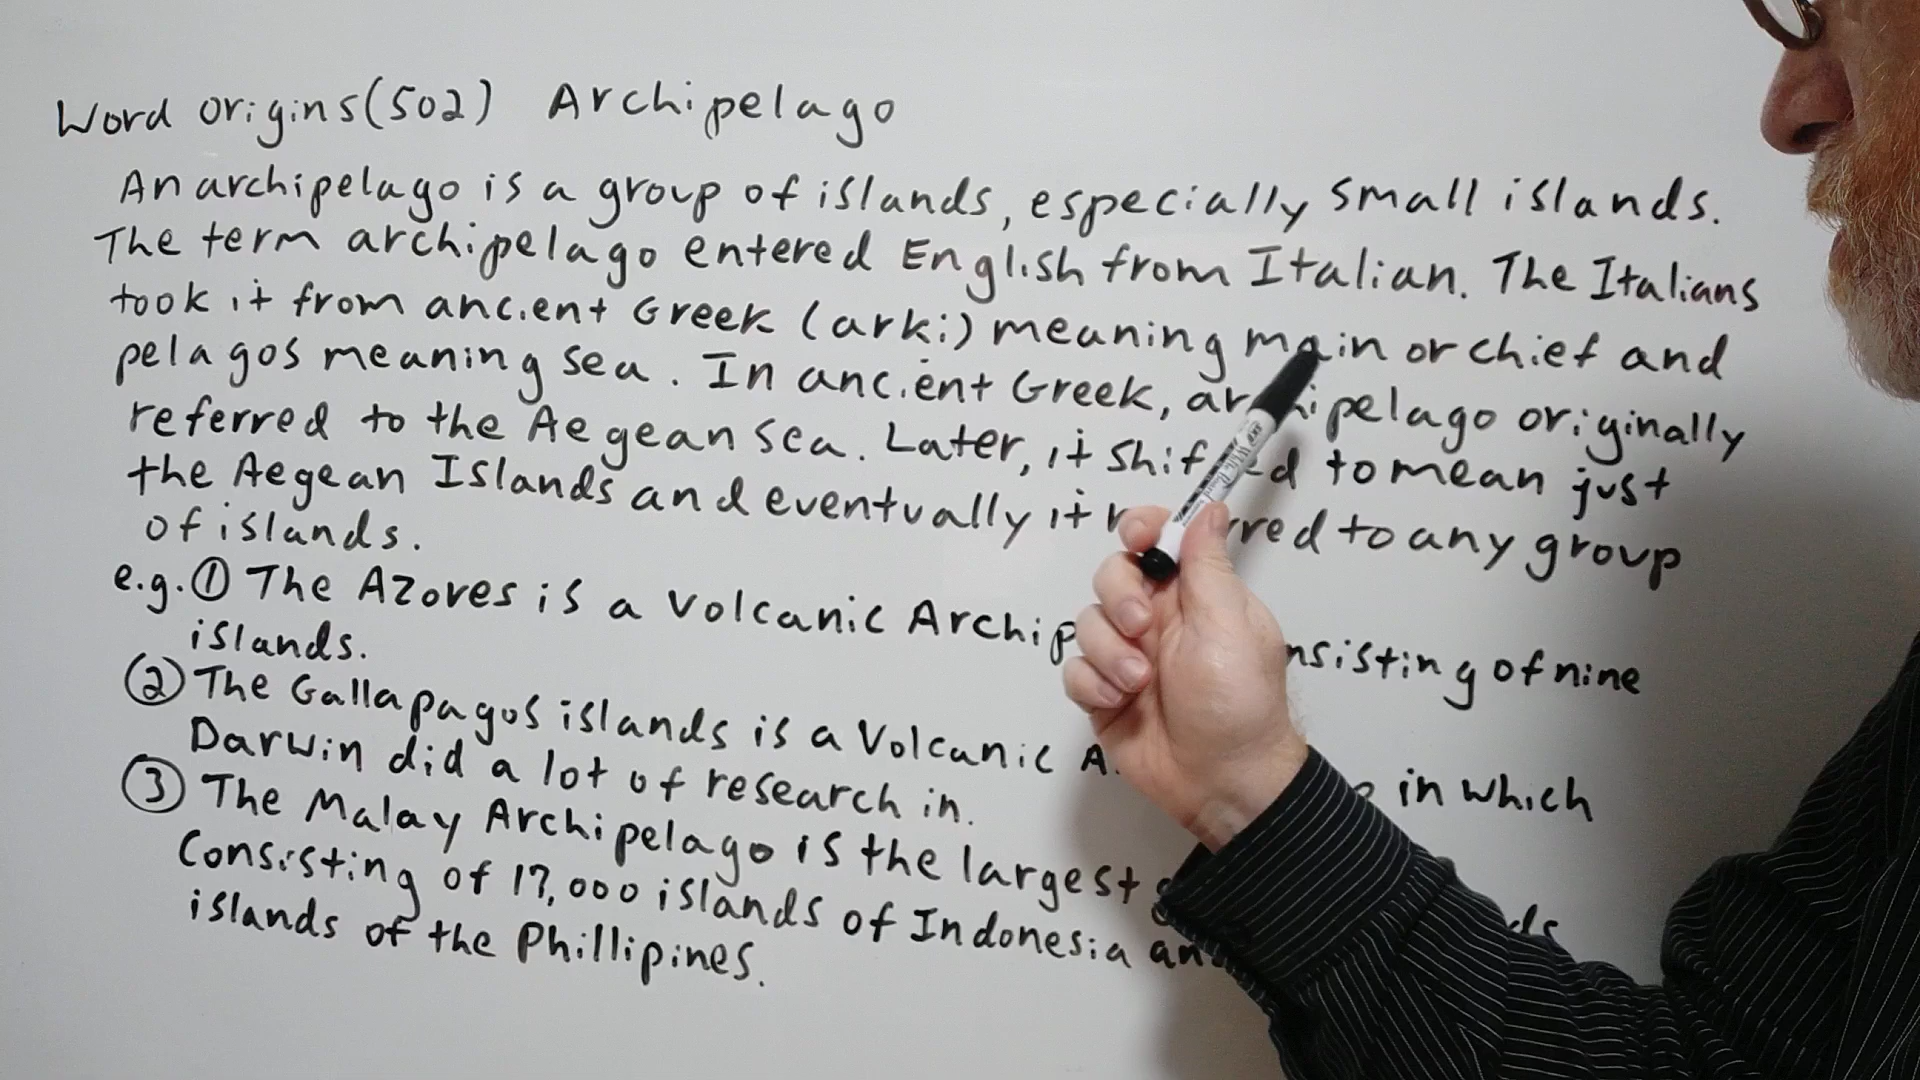 Word origins(502) Archipelago
An archipelago is a group of islands, especially small islands.
The term archipelago entered English from Italian. The Italians
took it from ancient Greek (arki) meaning main or chief and
pelagos meaning sea. In ancient Greek, archipelago originally
referred to the Aegean Sea. Later, it shifted to mean just
the Aegean Islands and eventually it referred to any group
of islands.
e.g. ① The Azores is a Volcanic Archip nsisting of nine
islands.
② The Gallapagos islands is a Volcanic A in which
Darwin did a lot of research in.
③ The Malay Archipelago is the largest
Consisting of 17,000 islands of Indonesia an
islands of the Phillipines.